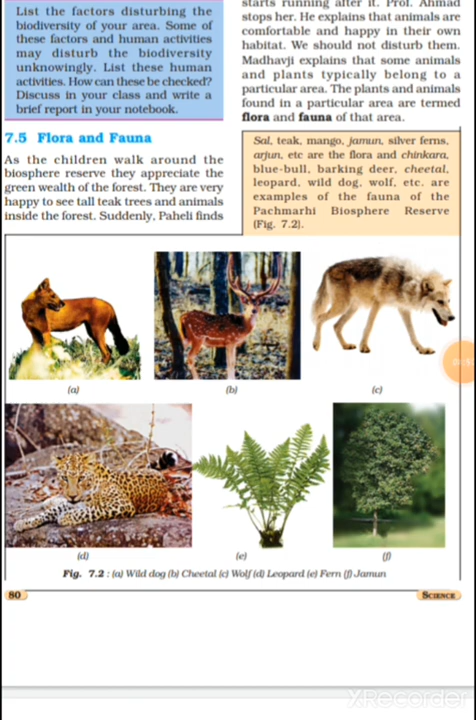 List the factors disturbing the
biodiversity of your area. Some of
these factors and human activities
may disturb the biodiversity
unknowingly. List these human
activities. How can these be checked?
Discuss in your class and write a
brief report in your notebook.
7.5 Flora and Fauna
As the children walk around the
biosphere reserve they appreciate the
green wealth of the forest. They are very
happy to see tall teak trees and animals
inside the forest. Suddenly, Paheli finds
starts running after it. Prof. Ahmad
stops her. He explains that animals are
comfortable and happy in their own
habitat. We should not disturb them.
Madhavji explains that some animals
and plants typically belong to a
particular area. The plants and animals
found in a particular area are termed
flora and fauna of that area.
Sal, teak, mango, jamun, silver ferns,
arjun, etc are the flora and chinkara,
blue-bull, barking deer, cheetal,
leopard, wild dog, wolf, etc. are
examples of the fauna of the
Pachmarhi Biosphere Reserve
(Fig. 7.2).
(a)
(b)
(c)
(d)
(e)
(f)
Fig. 7.2 : (a) Wild dog (b) Cheetal (c) Wolf (d) Leopard (e) Fern (f) Jamun
80
SCIENCE
XRecorder